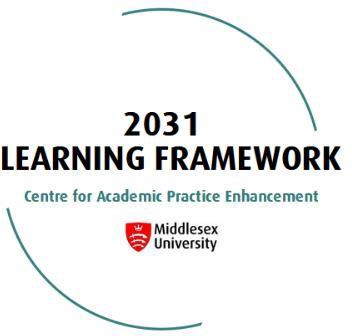 2031
LEARNING FRAMEWORK
Centre for Academic Practice Enhancement
Middlesex
University